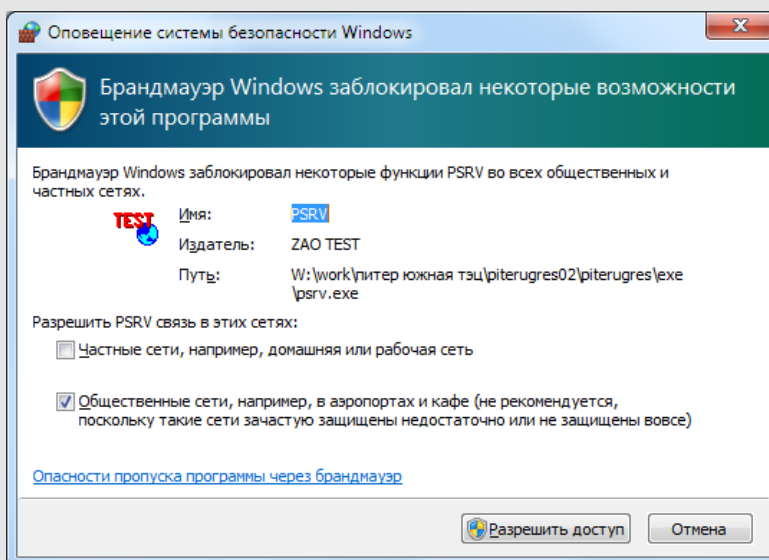 Оповещение системы безопасности Windows
Брандмауэр Windows заблокировал некоторые возможности
этой программы
Брандмауэр Windows заблокировал некоторые функции PSRV во всех общественных и
частных сетях.
TEST
Имя: PSRV
Издатель: ZAO TEST
Путь: W:\work\питер южная тэц\piterugres02\piterugres\exe
\psrv.exe
Разрешить PSRV связь в этих сетях:
Частные сети, например, домашняя или рабочая сеть
Общественные сети, например, в аэропортах и кафе (не рекомендуется,
поскольку такие сети зачастую защищены недостаточно или не защищены вовсе)
Опасности пропуска программы через брандмауэр
Разрешить доступ Отмена